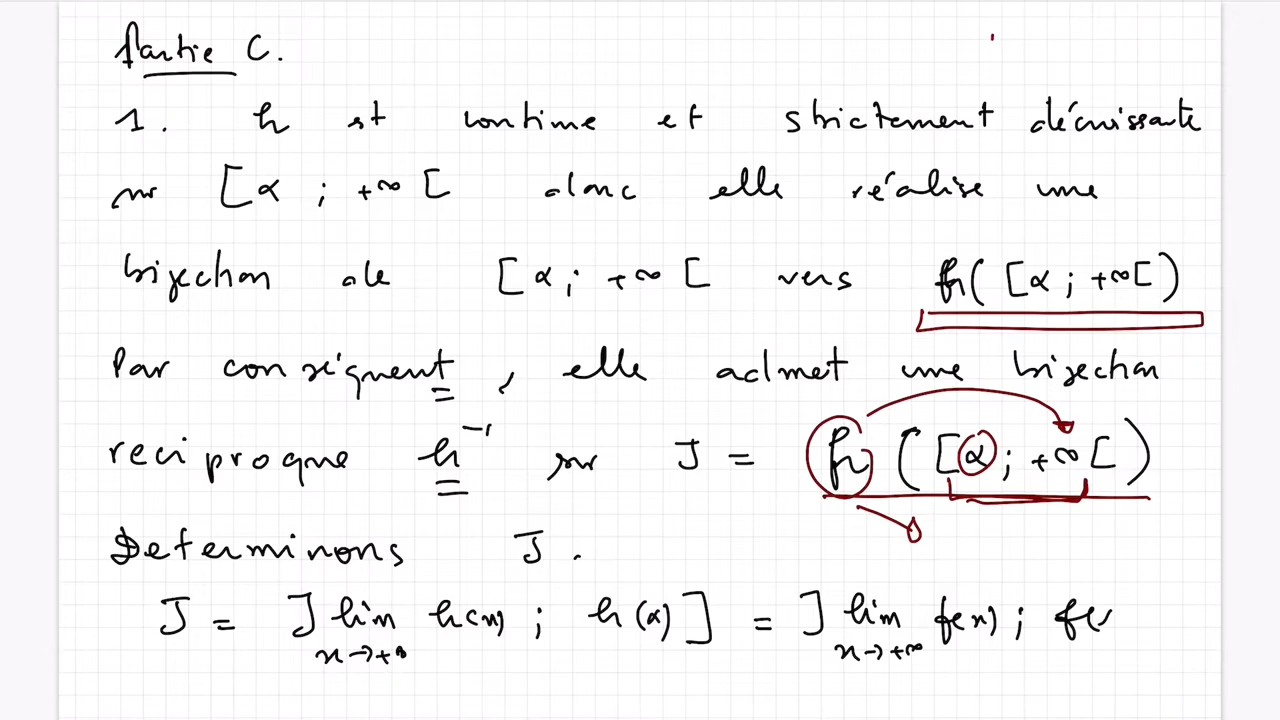 Partie C.
1. h est continue et strictement décroissante
sur [α ; +∞ [ donc elle réalise une
bijection de [α ; +∞ [ vers h( [α ; +∞[ )
Par conséquent, elle admet une bijection
reciproque h⁻¹ sur J = h ( [α ; +∞ [ )
Determinons J .
J = ] lim x→+∞ h(x) ; h(α) ] = ] lim x→+∞ f(x) ; f(